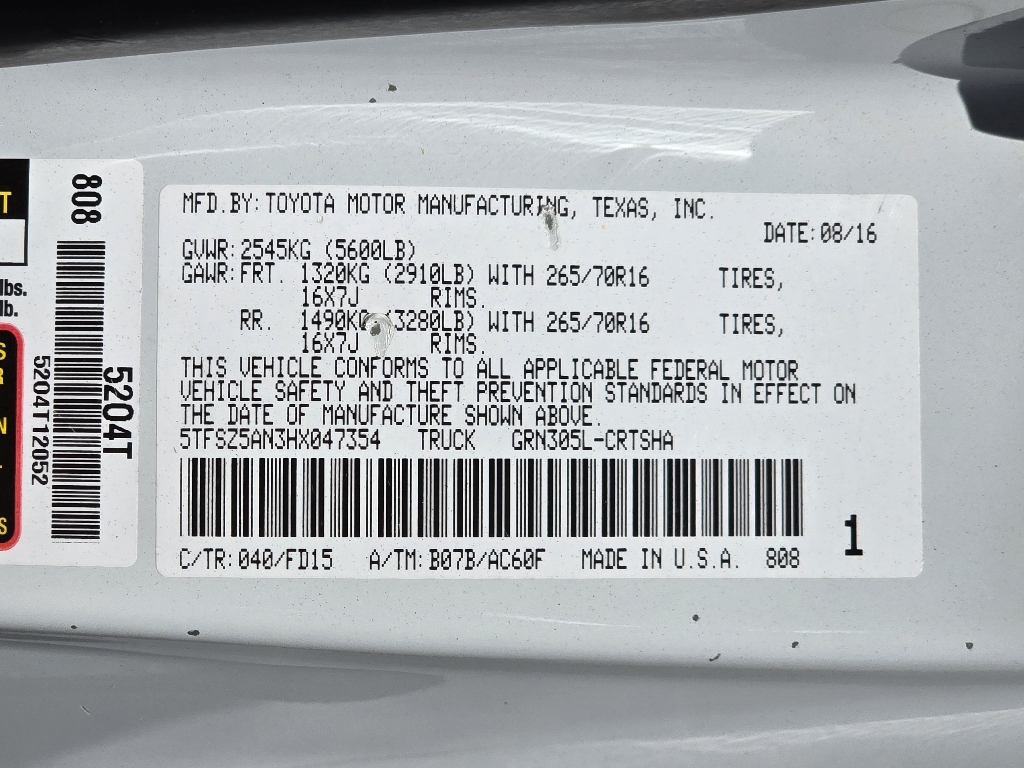 MFD.BY:TOYOTA MOTOR MANUFACTURING, TEXAS, INC.
DATE:08/16
GVWR:2545KG (5600LB)
GAWR:FRT. 1320KG (2910LB) WITH 265/70R16 TIRES,
16X7J RIMS.
RR. 1490KG (3280LB) WITH 265/70R16 TIRES,
16X7J RIMS.
THIS VEHICLE CONFORMS TO ALL APPLICABLE FEDERAL MOTOR
VEHICLE SAFETY AND THEFT PREVENTION STANDARDS IN EFFECT ON
THE DATE OF MANUFACTURE SHOWN ABOVE.
5TFSZ5AN3HX047354 TRUCK GRN305L-CRTSHA
C/TR:040/FD15 A/TM:B07B/AC60F MADE IN U.S.A. 808
1
808
5204T
5204T12052
lbs.
lb.